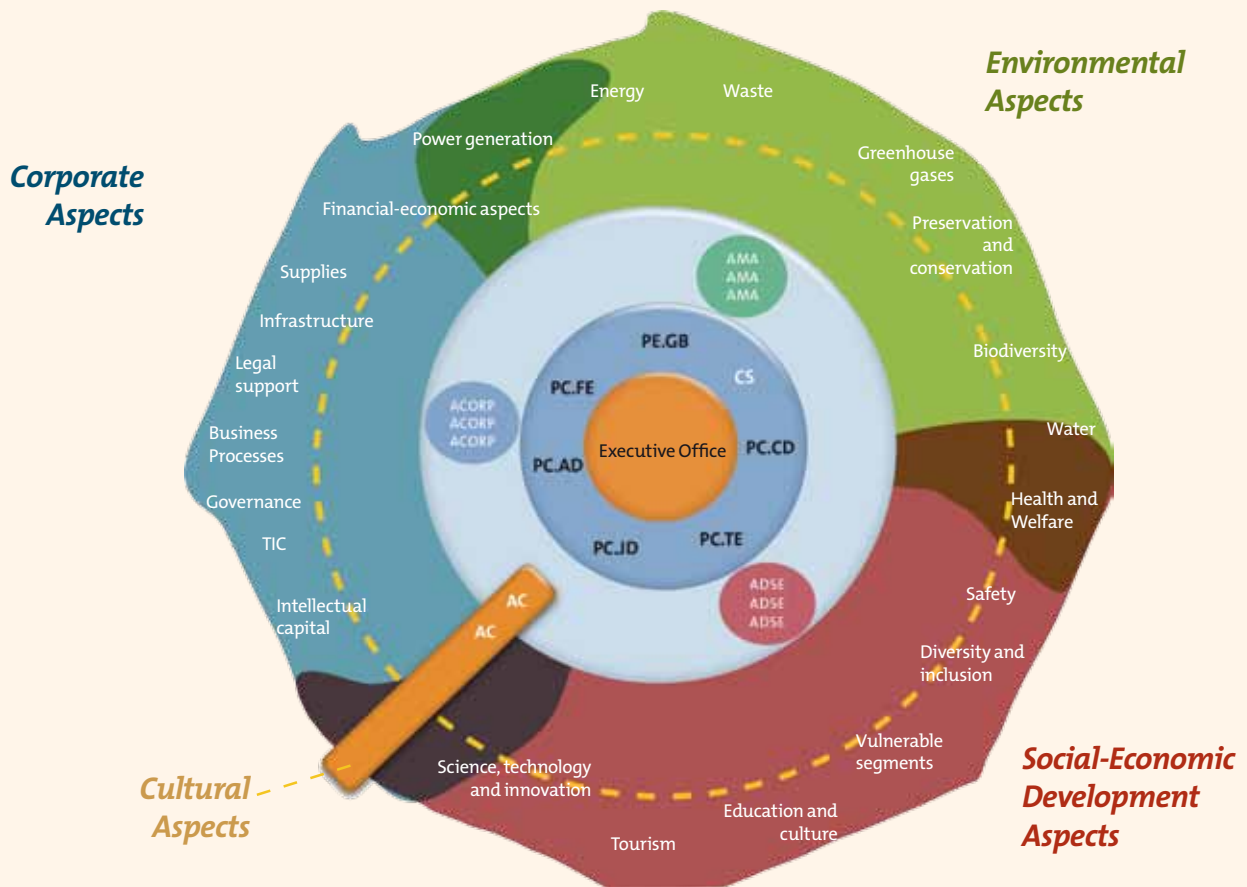 Environmental
Aspects
Energy
Waste
Power generation
Greenhouse
gases
Corporate
Aspects
Financial-economic aspects
Preservation
and
conservation
Supplies
AMA
AMA
AMA
Infrastructure
PE.GB
Biodiversity
Legal
support
CS
PC.FE
ACORP
ACORP
ACORP
Business
Processes
Water
Executive Office
PC.CD
PC.AD
Governance
Health and
Welfare
TIC
PC.JD
PC.TE
ADSE
ADSE
ADSE
Safety
Intellectual
capital
AC
AC
Diversity and
inclusion
Vulnerable
segments
Science, technology
and innovation
Cultural
Aspects
Social-Economic
Development
Aspects
Education and
culture
Tourism